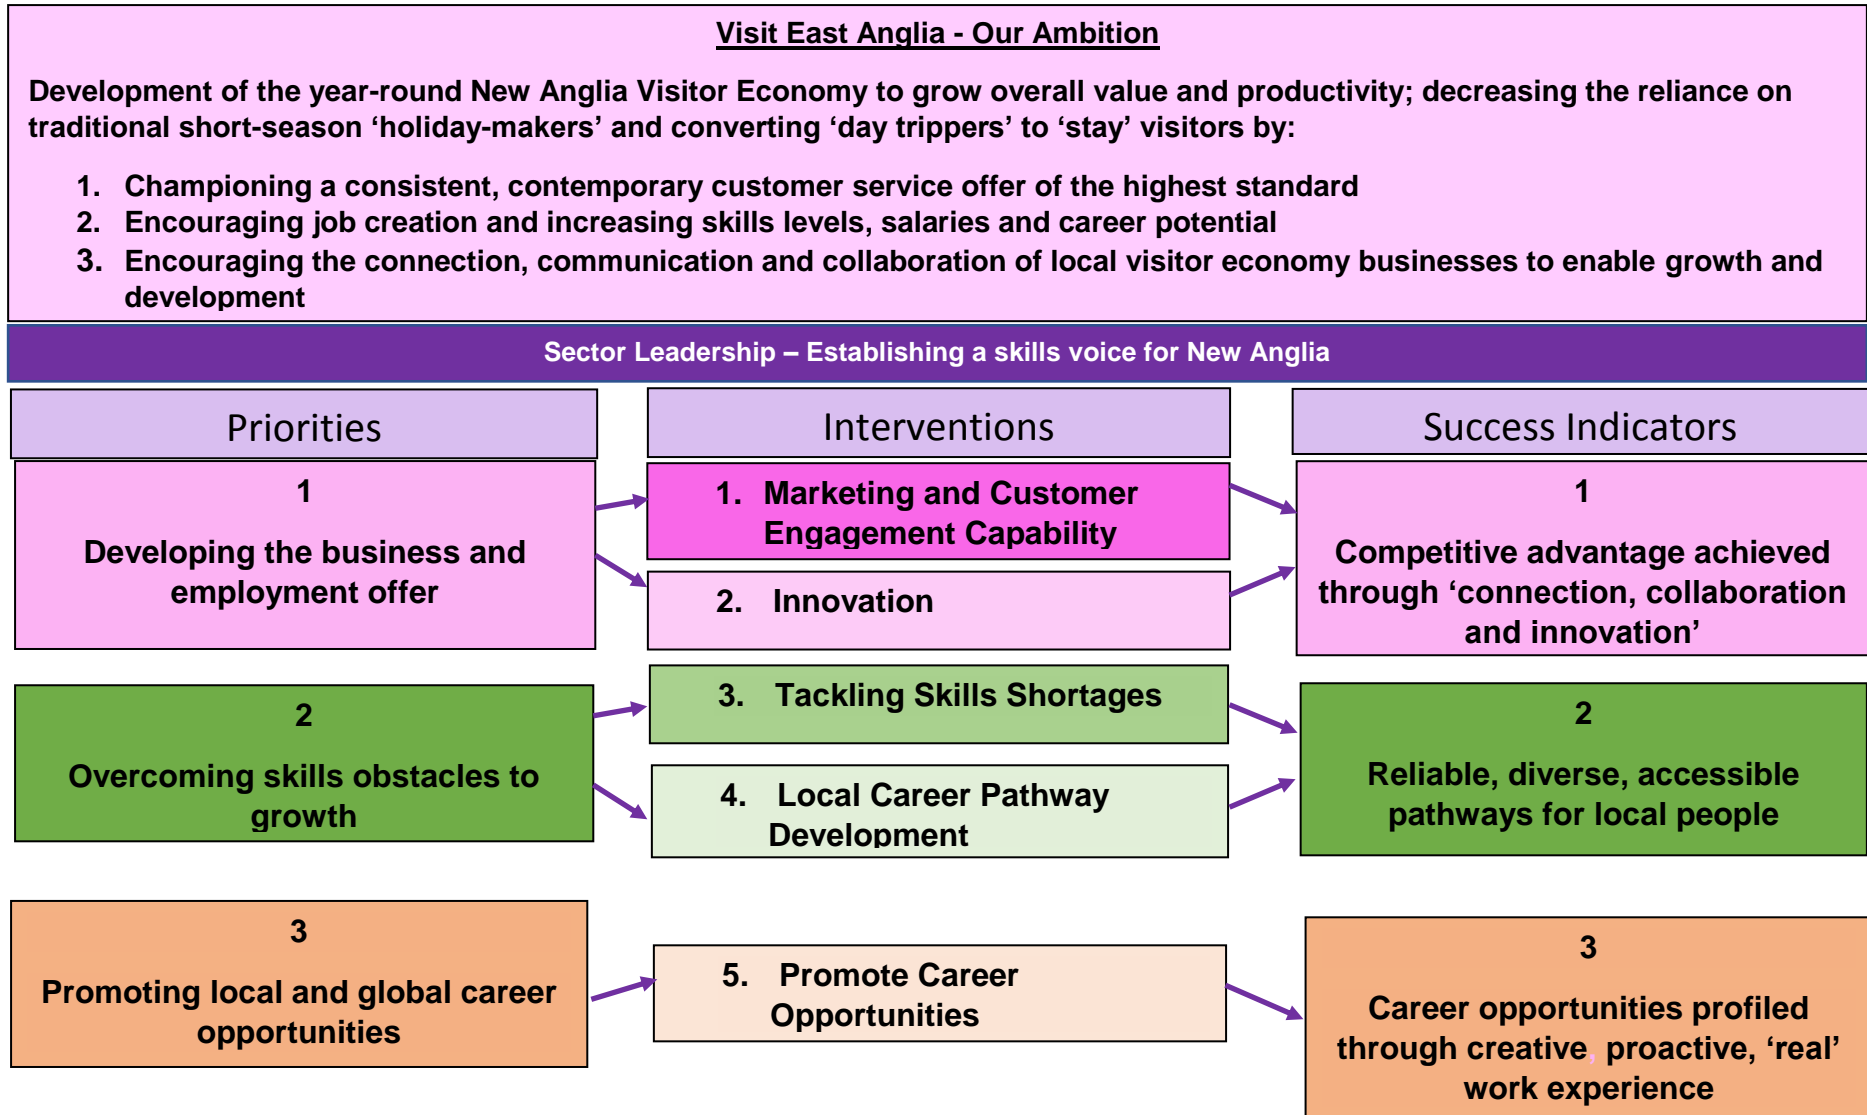 Visit East Anglia - Our Ambition
Development of the year-round New Anglia Visitor Economy to grow overall value and productivity; decreasing the reliance on
traditional short-season ‘holiday-makers’ and converting ‘day trippers’ to ‘stay’ visitors by:
1. Championing a consistent, contemporary customer service offer of the highest standard
2. Encouraging job creation and increasing skills levels, salaries and career potential
3. Encouraging the connection, communication and collaboration of local visitor economy businesses to enable growth and
development
Sector Leadership – Establishing a skills voice for New Anglia
Priorities
Interventions
Success Indicators
1
Developing the business and
employment offer
1. Marketing and Customer
Engagement Capability
2. Innovation
1
Competitive advantage achieved
through ‘connection, collaboration
and innovation’
2
Overcoming skills obstacles to
growth
3. Tackling Skills Shortages
4. Local Career Pathway
Development
2
Reliable, diverse, accessible
pathways for local people
3
Promoting local and global career
opportunities
5. Promote Career
Opportunities
3
Career opportunities profiled
through creative, proactive, ‘real’
work experience